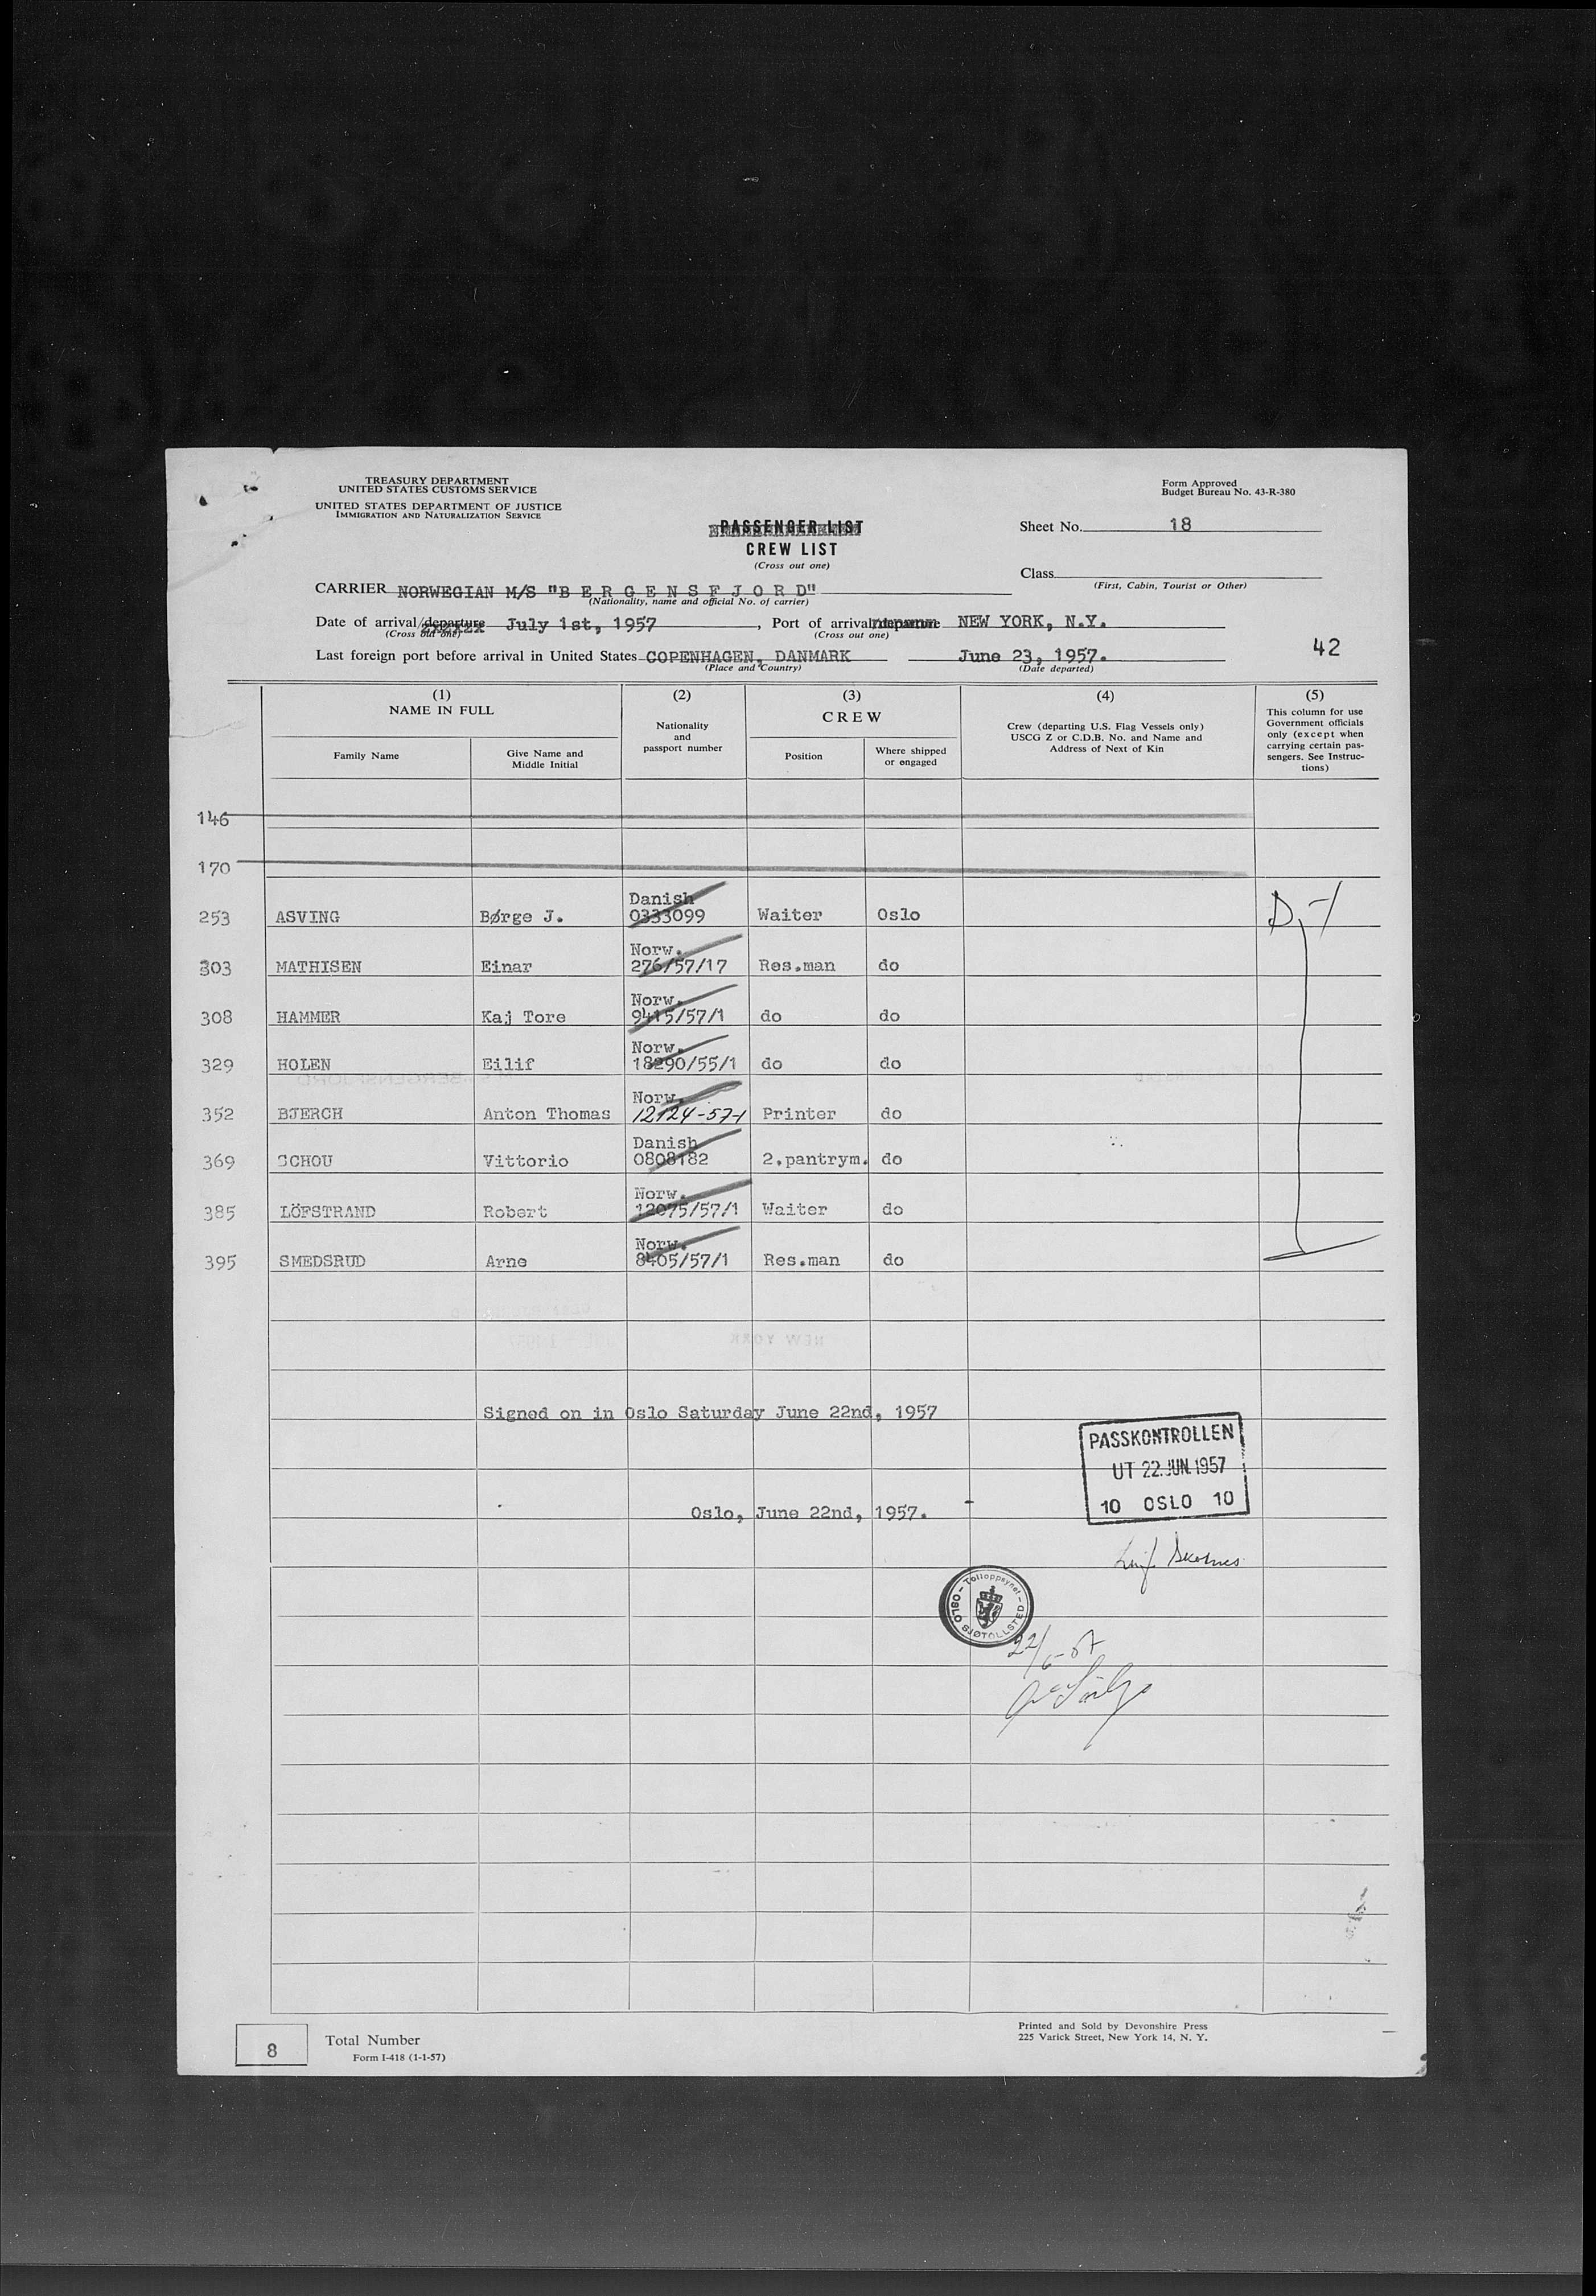 TREASURY DEPARTMENT
UNITED STATES CUSTOMS SERVICE
UNITED STATES DEPARTMENT OF JUSTICE
IMMIGRATION AND NATURALIZATION SERVICE
Form Approved
Budget Bureau No. 43-R-380
PASSENGER LIST
CREW LIST
(Cross out one)
Sheet No. 18
Class
(First, Cabin, Tourist or Other)
CARRIER NORWEGIAN M/S "B E R G E N S F J O R D"
(Nationality, name and official No. of carrier)
Date of arrival/departure July 1st, 1957, Port of arrival NEW YORK, N.Y.
(Cross out one) (Cross out one)
Last foreign port before arrival in United States COPENHAGEN, DANMARK June 23, 1957.
(Place and Country) (Date departed)
42
(1) (2) (3) (4) (5)
NAME IN FULL
Family Name
Give Name and
Middle Initial
Nationality
and
passport number
CREW
Position
Where shipped
or engaged
Crew (departing U.S. Flag Vessels only)
USCG Z or C.D.B. No. and Name and
Address of Next of Kin
This column for use
Government officials
only (except when
carrying certain pas-
sengers. See Instruc-
tions)
146
170
Danish
253 ASVING Børge J. 0333099 Waiter Oslo
Norw.
303 MATHISEN Einar 276/57/17 Res.man do
Norw.
308 HAMMER Kaj Tore 9415/57/1 do do
Norw.
329 HOLEN Eilif 18290/55/1 do do
Norw.
352 BJERCH Anton Thomas 12124-57-1 Printer do
Danish
369 SCHOU Vittorio 0808182 2.pantrym. do
Norw.
385 LÖFSTRAND Robert 12075/57/1 Waiter do
Norw.
395 SMEDSRUD Arne 8405/57/1 Res.man do
Signed on in Oslo Saturday June 22nd, 1957
PASSKONTROLLEN
UT 22.JUN.1957
10 OSLO 10
Oslo, June 22nd, 1957.
Tolloppsynet
OSLO SJØTOLLSTED
22/6-57
8 Total Number
Form I-418 (1-1-57)
Printed and Sold by Devonshire Press
225 Varick Street, New York 14, N. Y.